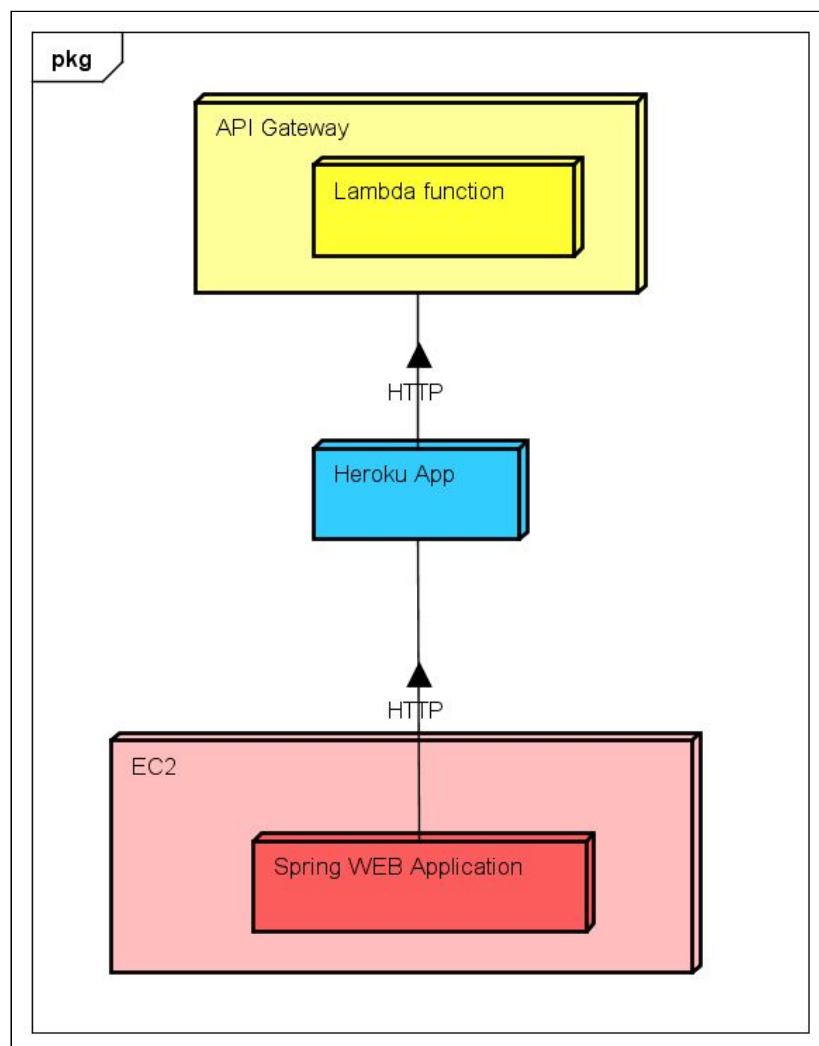 pkg
API Gateway
Lambda function
HTTP
Heroku App
HTTP
EC2
Spring WEB Application